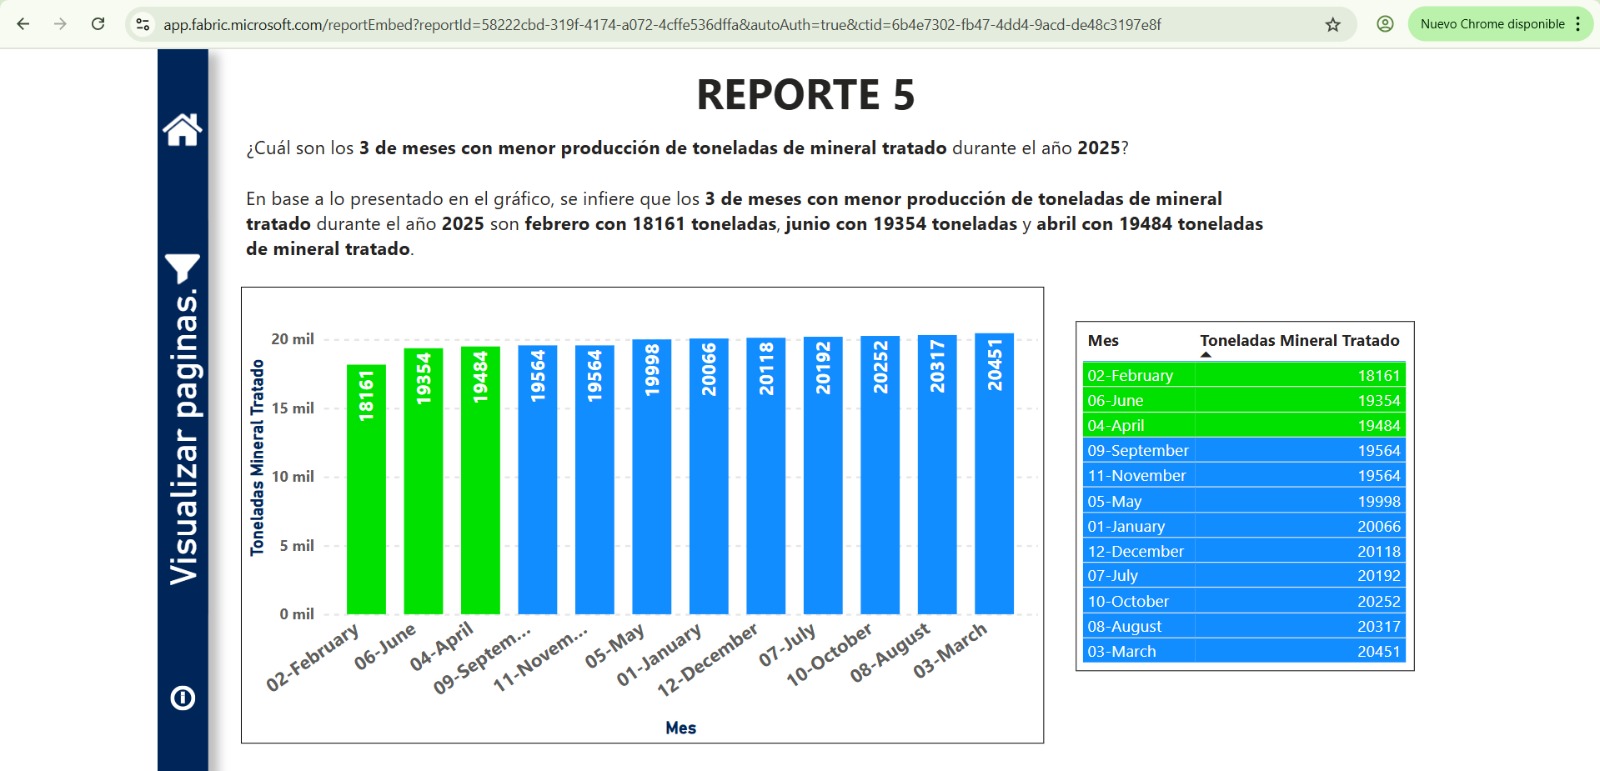 app.fabric.microsoft.com/reportEmbed?reportId=58222cbd-319f-4174-a072-4cffe536dffa&autoAuth=true&ctid=6b4e7302-fb47-4dd4-9acd-de48c3197e8f
Nuevo Chrome disponible
Visualizar paginas.
REPORTE 5
¿Cuál son los 3 de meses con menor producción de toneladas de mineral tratado durante el año 2025?
En base a lo presentado en el gráfico, se infiere que los 3 de meses con menor producción de toneladas de mineral
tratado durante el año 2025 son febrero con 18161 toneladas, junio con 19354 toneladas y abril con 19484 toneladas
de mineral tratado.
Toneladas Mineral Tratado
20 mil
15 mil
10 mil
5 mil
0 mil
18161
19354
19484
19564
19564
19998
20066
20118
20192
20252
20317
20451
02-February
06-June
04-April
09-Septem...
11-Novem...
05-May
01-January
12-December
07-July
10-October
08-August
03-March
Mes
Mes Toneladas Mineral Tratado
02-February 18161
06-June 19354
04-April 19484
09-September 19564
11-November 19564
05-May 19998
01-January 20066
12-December 20118
07-July 20192
10-October 20252
08-August 20317
03-March 20451